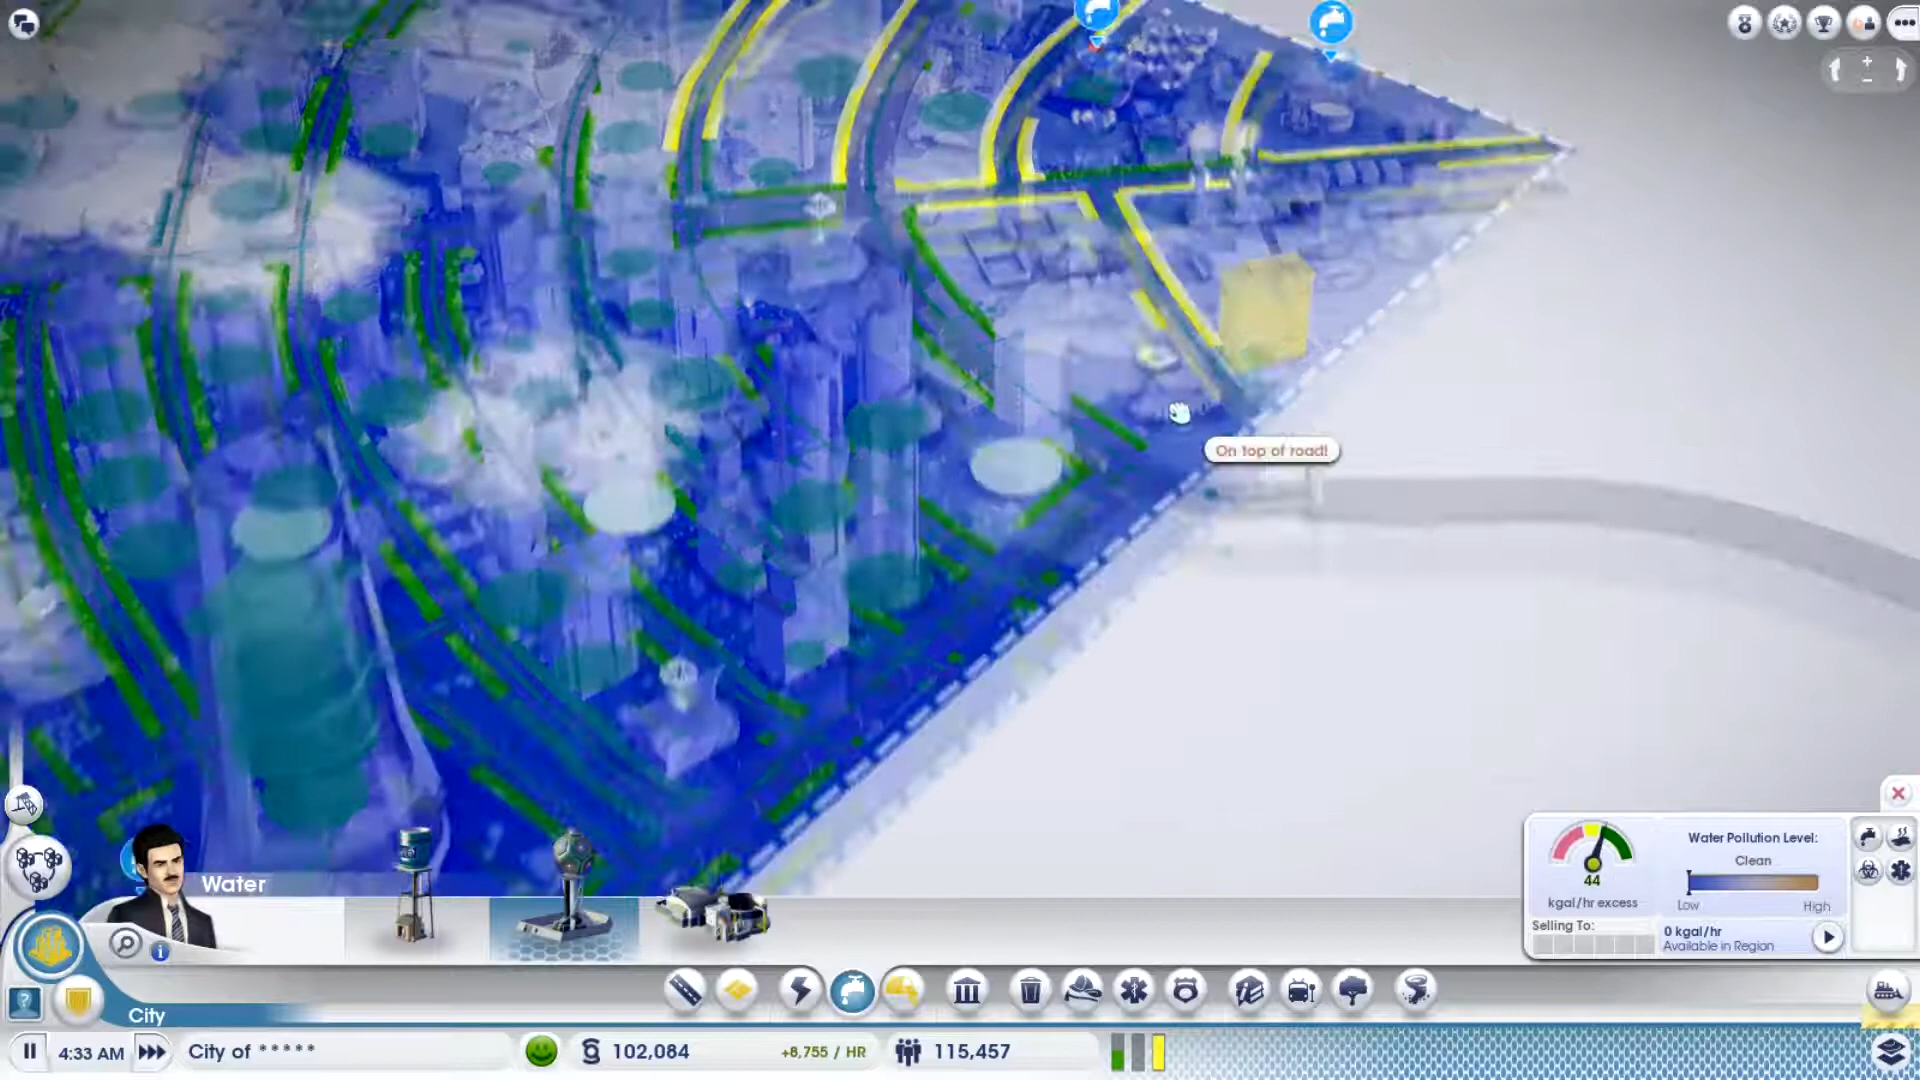 On top of road!
Water
44
kgal/hr excess
Selling To:
Water Pollution Level:
Clean
Low
High
0 kgal/hr
Available in Region
City
4:33 AM
City of *****
102,084
+8,755 / HR
115,457